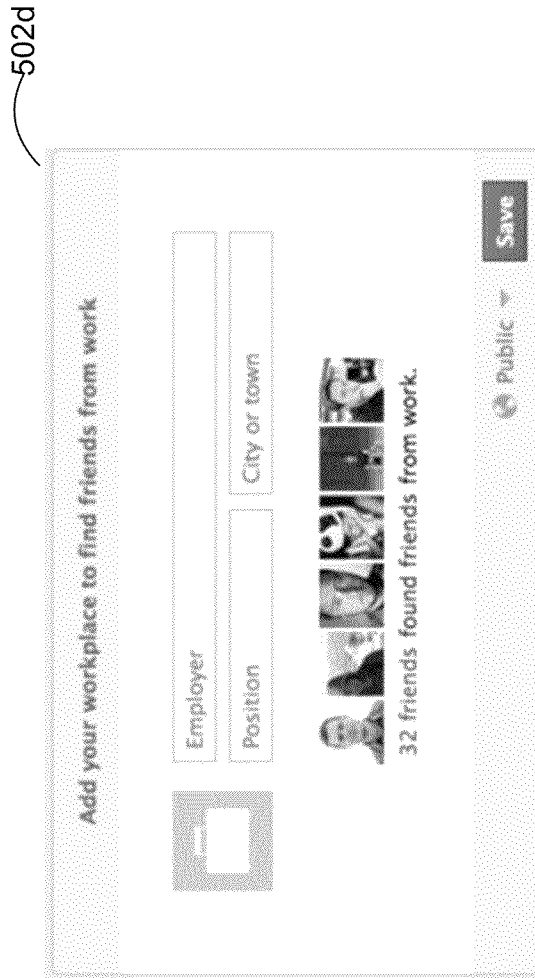 502d
Add your workplace to find friends from work
Employer
Position
City or town
32 friends found friends from work.
Public
Save